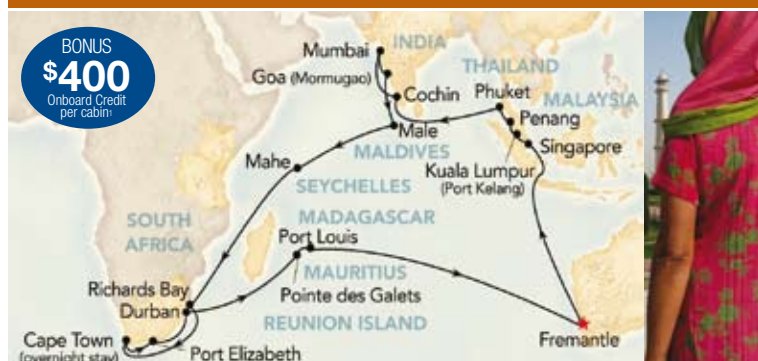 BONUS
$400
Onboard Credit
per cabin¹
Mumbai
INDIA
Goa (Mormugao)
THAILAND
Cochin
Phuket
MALAYSIA
Penang
Male
Singapore
MALDIVES
Mahe
Kuala Lumpur
(Port Kelang)
SEYCHELLES
SOUTH
AFRICA
MADAGASCAR
Port Louis
MAURITIUS
Richards Bay
Pointe des Galets
Durban
REUNION ISLAND
Fremantle
Cape Town
(overnight stay)
Port Elizabeth